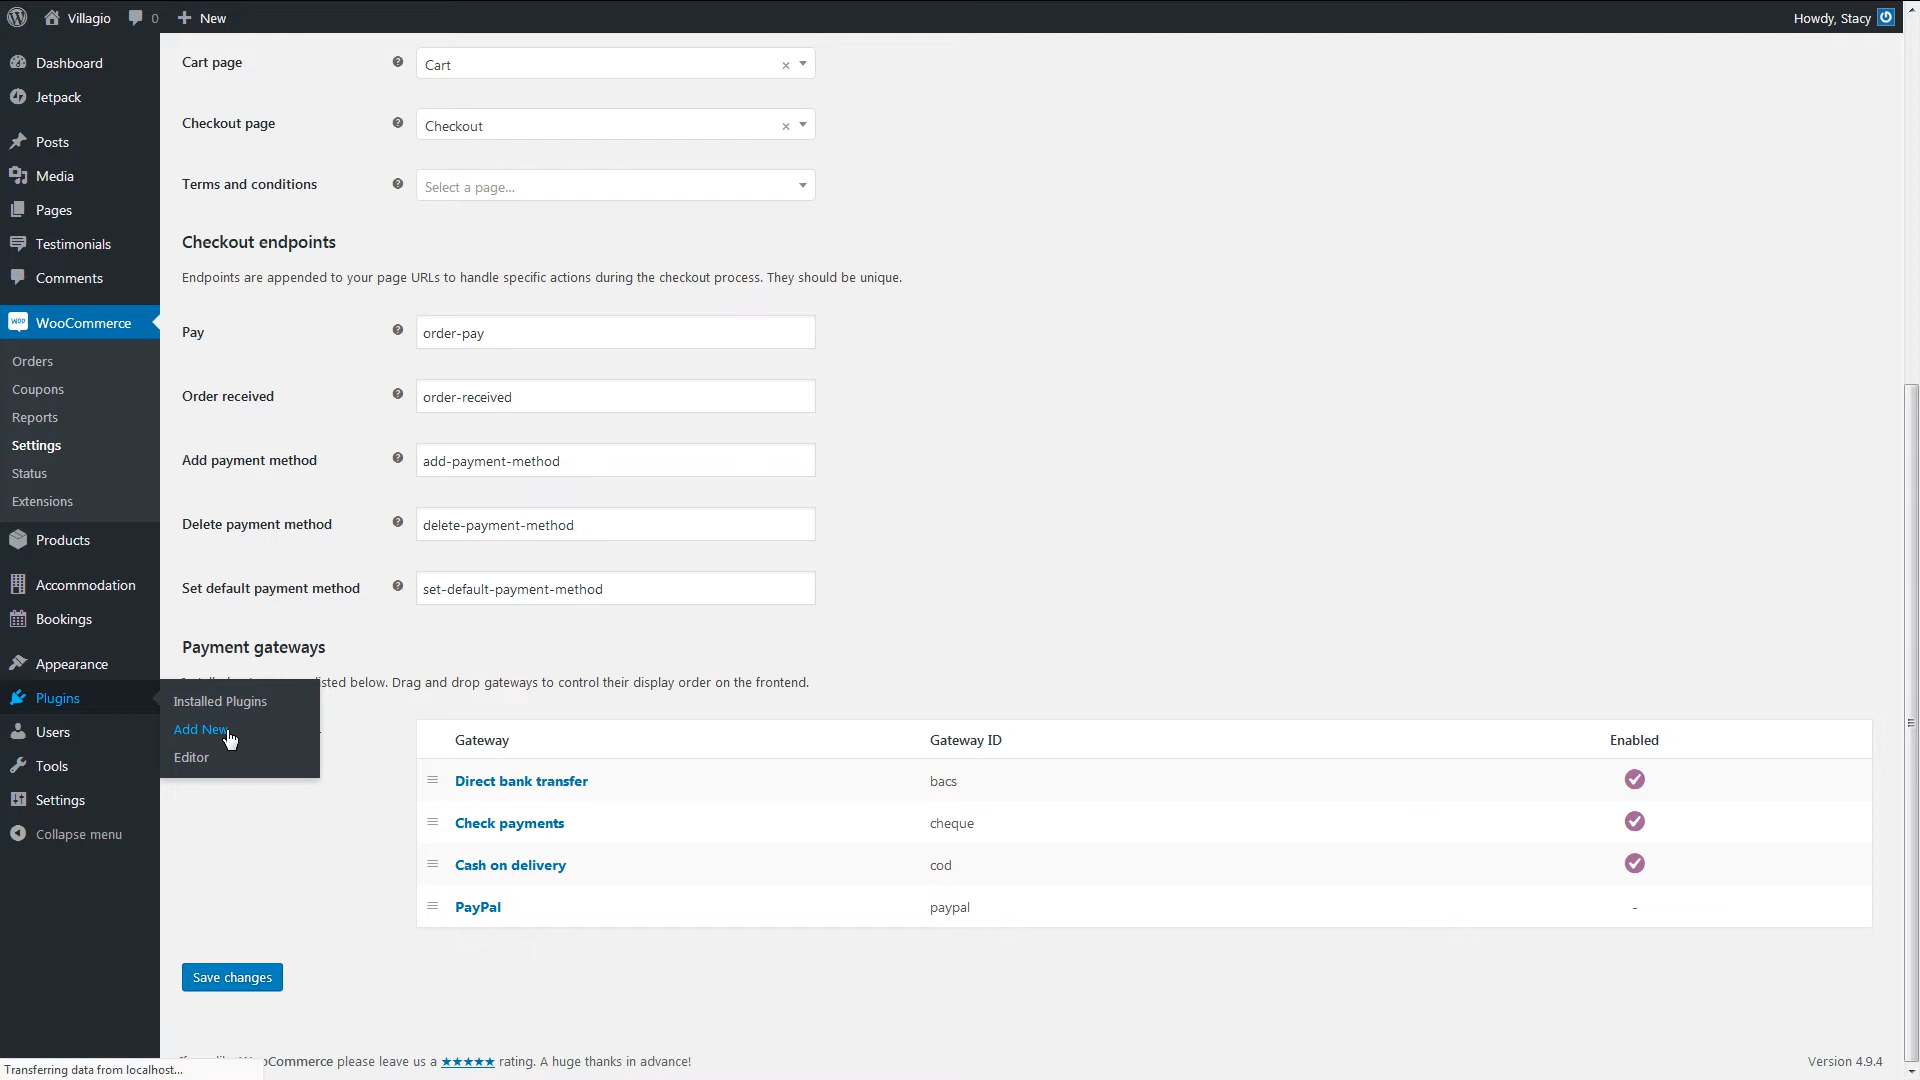 Villagio 0 New Howdy, Stacy
Dashboard
Jetpack
Posts
Media
Pages
Testimonials
Comments
WooCommerce
Orders
Coupons
Reports
Settings
Status
Extensions
Products
Accommodation
Bookings
Appearance
Plugins
Users
Tools
Settings
Collapse menu
Installed Plugins
Add New
Editor
Cart page Cart
Checkout page Checkout
Terms and conditions Select a page...
Checkout endpoints
Endpoints are appended to your page URLs to handle specific actions during the checkout process. They should be unique.
Pay order-pay
Order received order-received
Add payment method add-payment-method
Delete payment method delete-payment-method
Set default payment method set-default-payment-method
Payment gateways
listed below. Drag and drop gateways to control their display order on the frontend.
Gateway Gateway ID Enabled
Direct bank transfer bacs
Check payments cheque
Cash on delivery cod
PayPal paypal -
Save changes
oCommerce please leave us a ★★★★★ rating. A huge thanks in advance! Version 4.9.4
Transferring data from localhost...